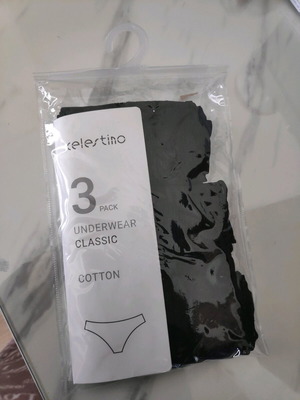 celestino
3 PACK
UNDERWEAR
CLASSIC
COTTON